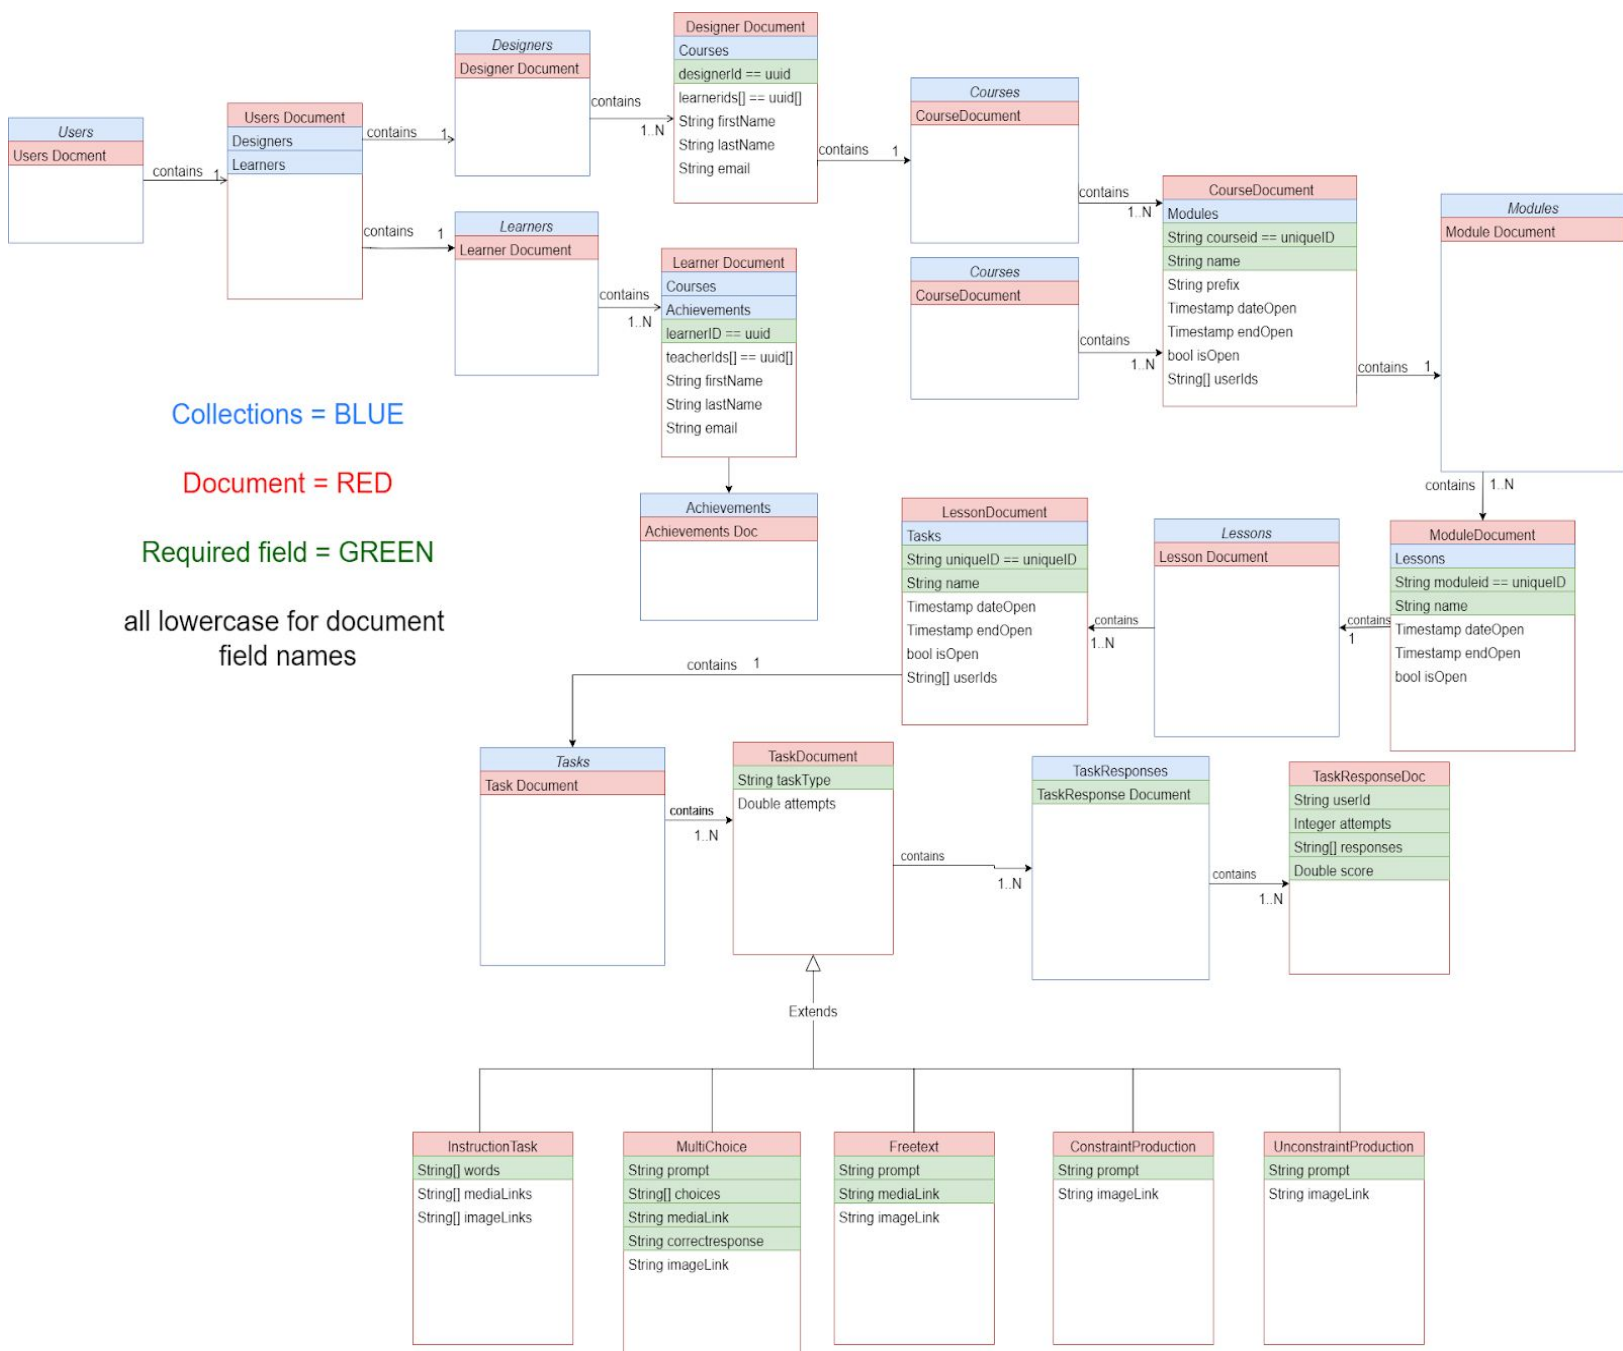 Users
Users Docment
contains
1
Users Document
Designers
Learners
contains
1
contains
1
Designers
Designer Document
contains
1..N
Designer Document
Courses
designerId == uuid
learnerids[] == uuid[]
String firstName
String lastName
String email
contains
1
Learners
Learner Document
contains
1..N
Learner Document
Courses
Achievements
learnerID == uuid
teacherIds[] == uuid[]
String firstName
String lastName
String email
Courses
CourseDocument
contains
1..N
Courses
CourseDocument
contains
1..N
CourseDocument
Modules
String courseid == uniqueID
String name
String prefix
Timestamp dateOpen
Timestamp endOpen
bool isOpen
String[] userIds
contains
1
Modules
Module Document
contains
1..N
Collections = BLUE
Document = RED
Required field = GREEN
all lowercase for document
field names
Achievements
Achievements Doc
LessonDocument
Tasks
String uniqueID == uniqueID
String name
Timestamp dateOpen
Timestamp endOpen
bool isOpen
String[] userIds
contains
1..N
Lessons
Lesson Document
contains
1
ModuleDocument
Lessons
String moduleid == uniqueID
String name
Timestamp dateOpen
Timestamp endOpen
bool isOpen
contains 1
Tasks
Task Document
contains
1..N
TaskDocument
String taskType
Double attempts
contains
1..N
TaskResponses
TaskResponse Document
contains
1..N
TaskResponseDoc
String userId
Integer attempts
String[] responses
Double score
Extends
InstructionTask
String[] words
String[] mediaLinks
String[] imageLinks
MultiChoice
String prompt
String[] choices
String mediaLink
String correctresponse
String imageLink
Freetext
String prompt
String mediaLink
String imageLink
ConstraintProduction
String prompt
String imageLink
UnconstraintProduction
String prompt
String imageLink